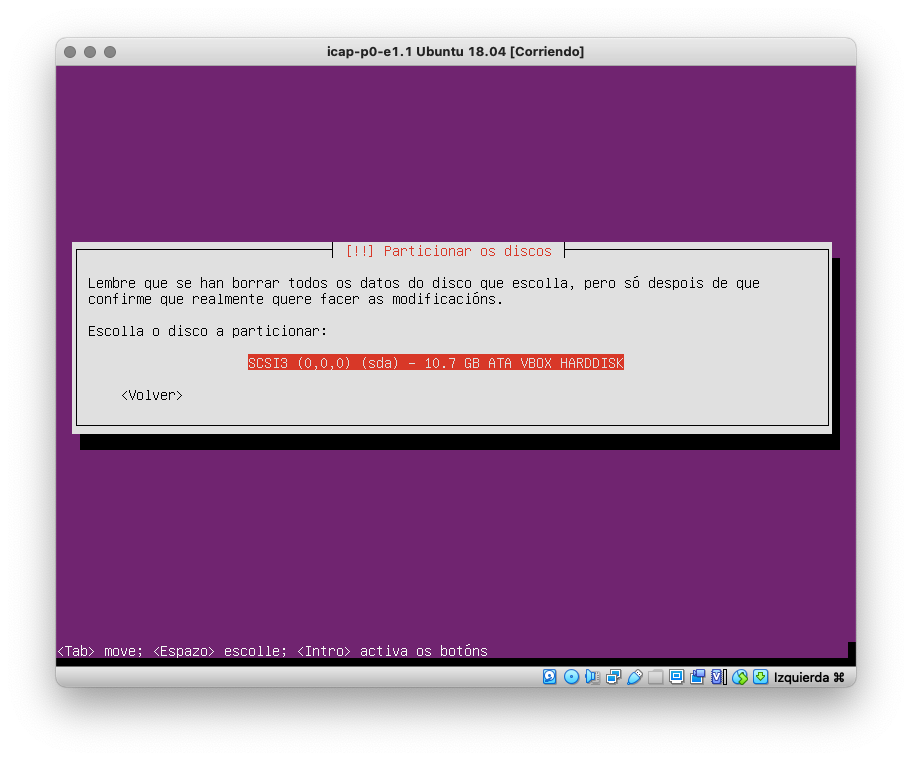 icap-p0-e1.1 Ubuntu 18.04 [Corriendo]
[!!] Particionar os discos
Lembre que se han borrar todos os datos do disco que escolla, pero só despois de que
confirme que realmente quere facer as modificacións.
Escolla o disco a particionar:
SCSI3 (0,0,0) (sda) - 10.7 GB ATA VBOX HARDDISK
<Volver>
<Tab> move; <Espazo> escolle; <Intro> activa os botóns
Izquierda ⌘